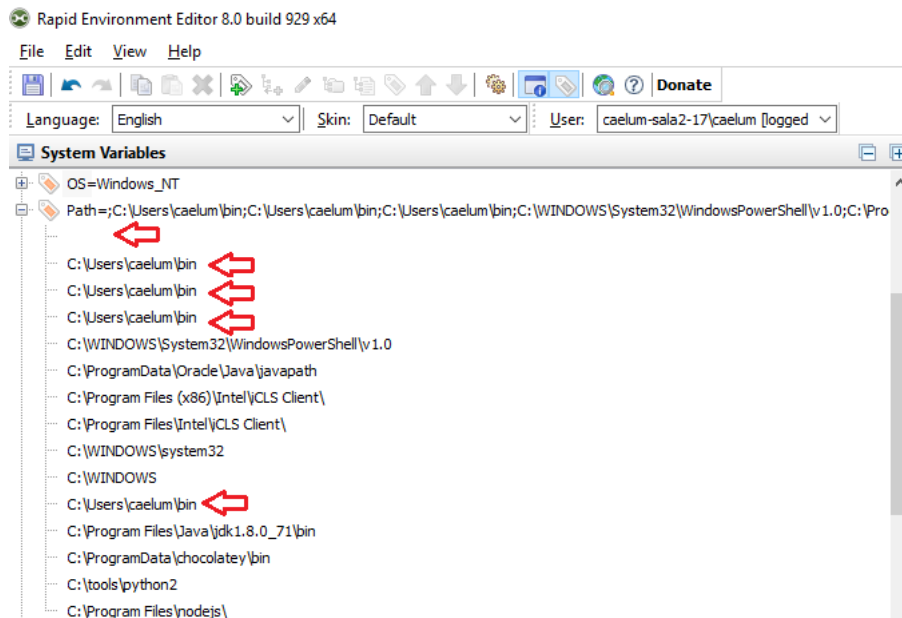 Rapid Environment Editor 8.0 build 929 x64
File Edit View Help
Donate
Language: English Skin: Default User: caelum-sala2-17\caelum [logged
System Variables
OS=Windows_NT
Path=;C:\Users\caelum\bin;C:\Users\caelum\bin;C:\Users\caelum\bin;C:\WINDOWS\System32\WindowsPowerShell\v1.0;C:\Pro
C:\Users\caelum\bin
C:\Users\caelum\bin
C:\Users\caelum\bin
C:\WINDOWS\System32\WindowsPowerShell\v1.0
C:\ProgramData\Oracle\Java\javapath
C:\Program Files (x86)\Intel\iCLS Client\
C:\Program Files\Intel\iCLS Client\
C:\WINDOWS\system32
C:\WINDOWS
C:\Users\caelum\bin
C:\Program Files\Java\jdk1.8.0_71\bin
C:\ProgramData\chocolatey\bin
C:\tools\python2
C:\Program Files\nodejs\